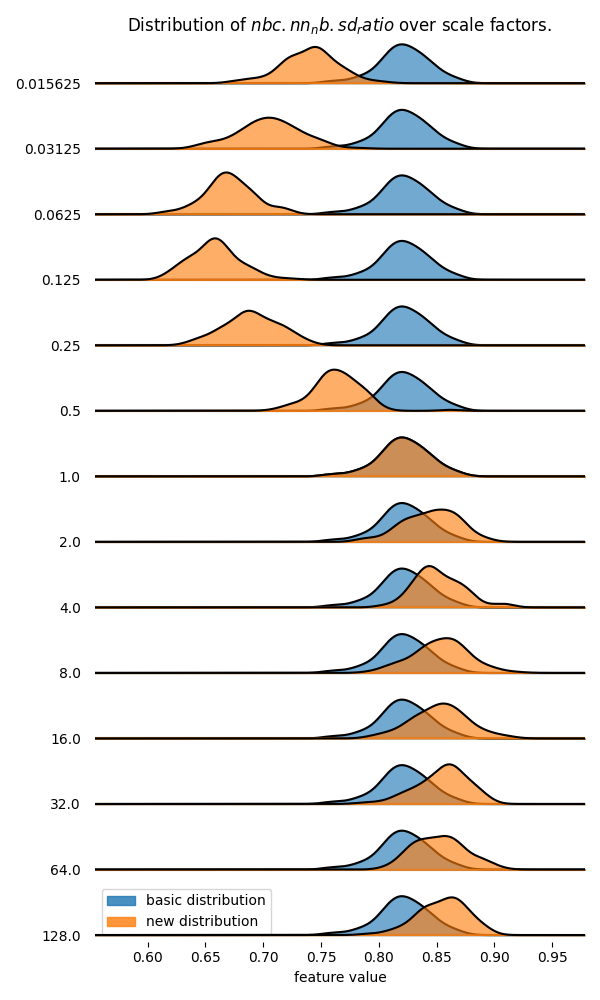 Distribution of nbc.nn_nb.sd_ratio over scale factors.
0.015625
0.03125
0.0625
0.125
0.25
0.5
1.0
2.0
4.0
8.0
16.0
32.0
64.0
128.0
basic distribution
new distribution
0.60 0.65 0.70 0.75 0.80 0.85 0.90 0.95
feature value